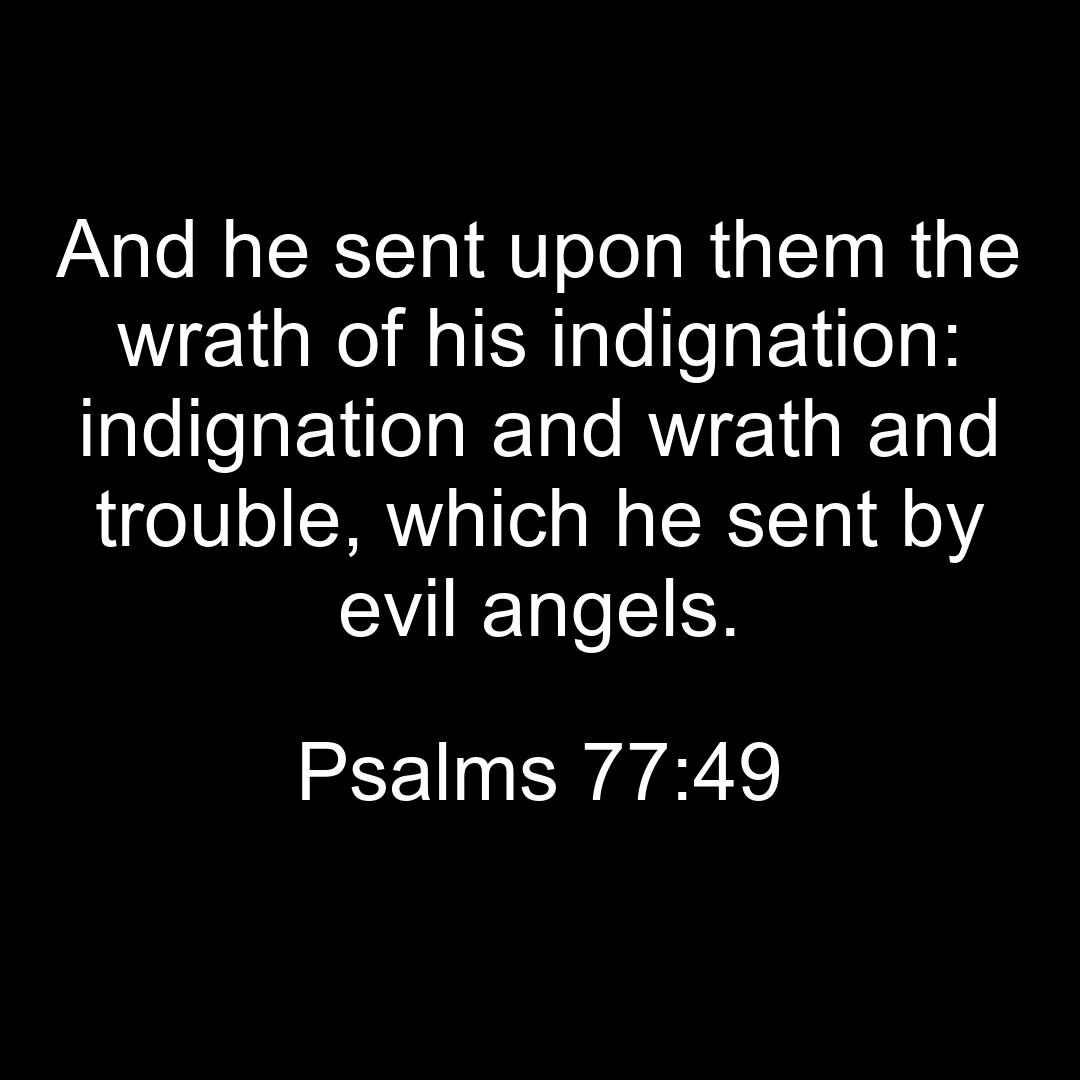 And he sent upon them the
wrath of his indignation:
indignation and wrath and
trouble, which he sent by
evil angels.
Psalms 77:49